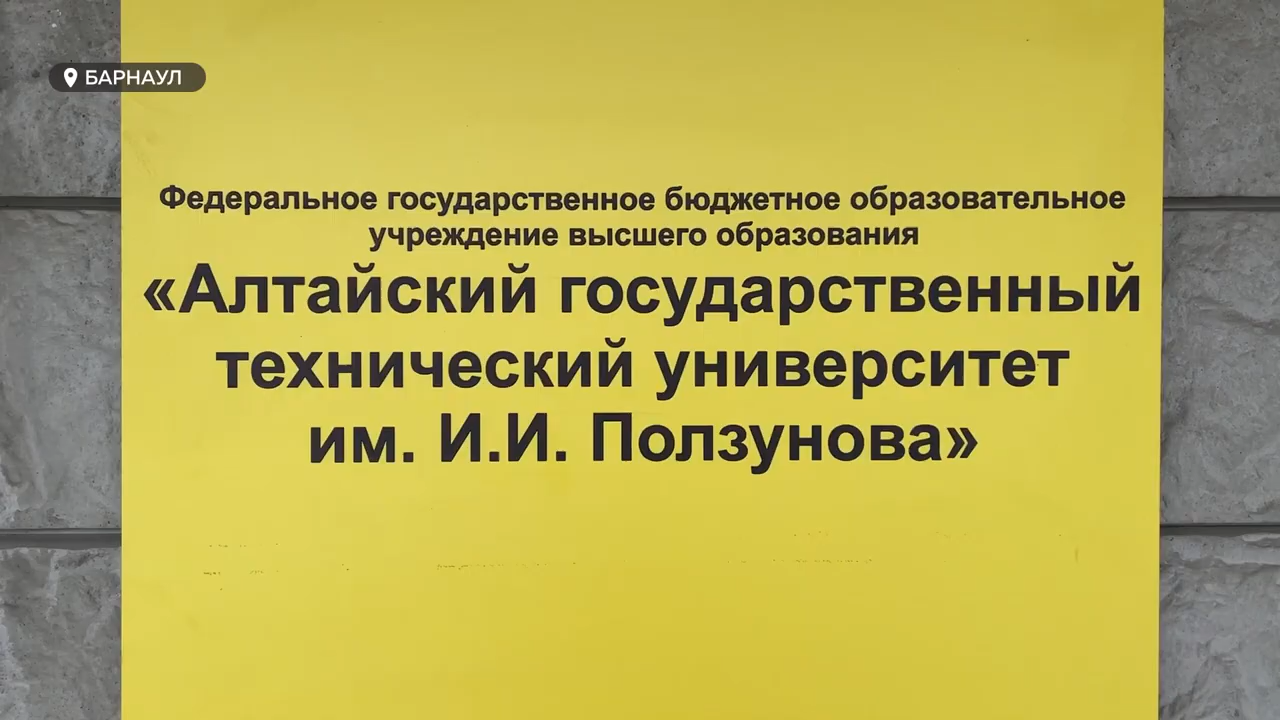 БАРНАУЛ
Федеральное государственное бюджетное образовательное
учреждение высшего образования
«Алтайский государственный
технический университет
им. И.И. Ползунова»